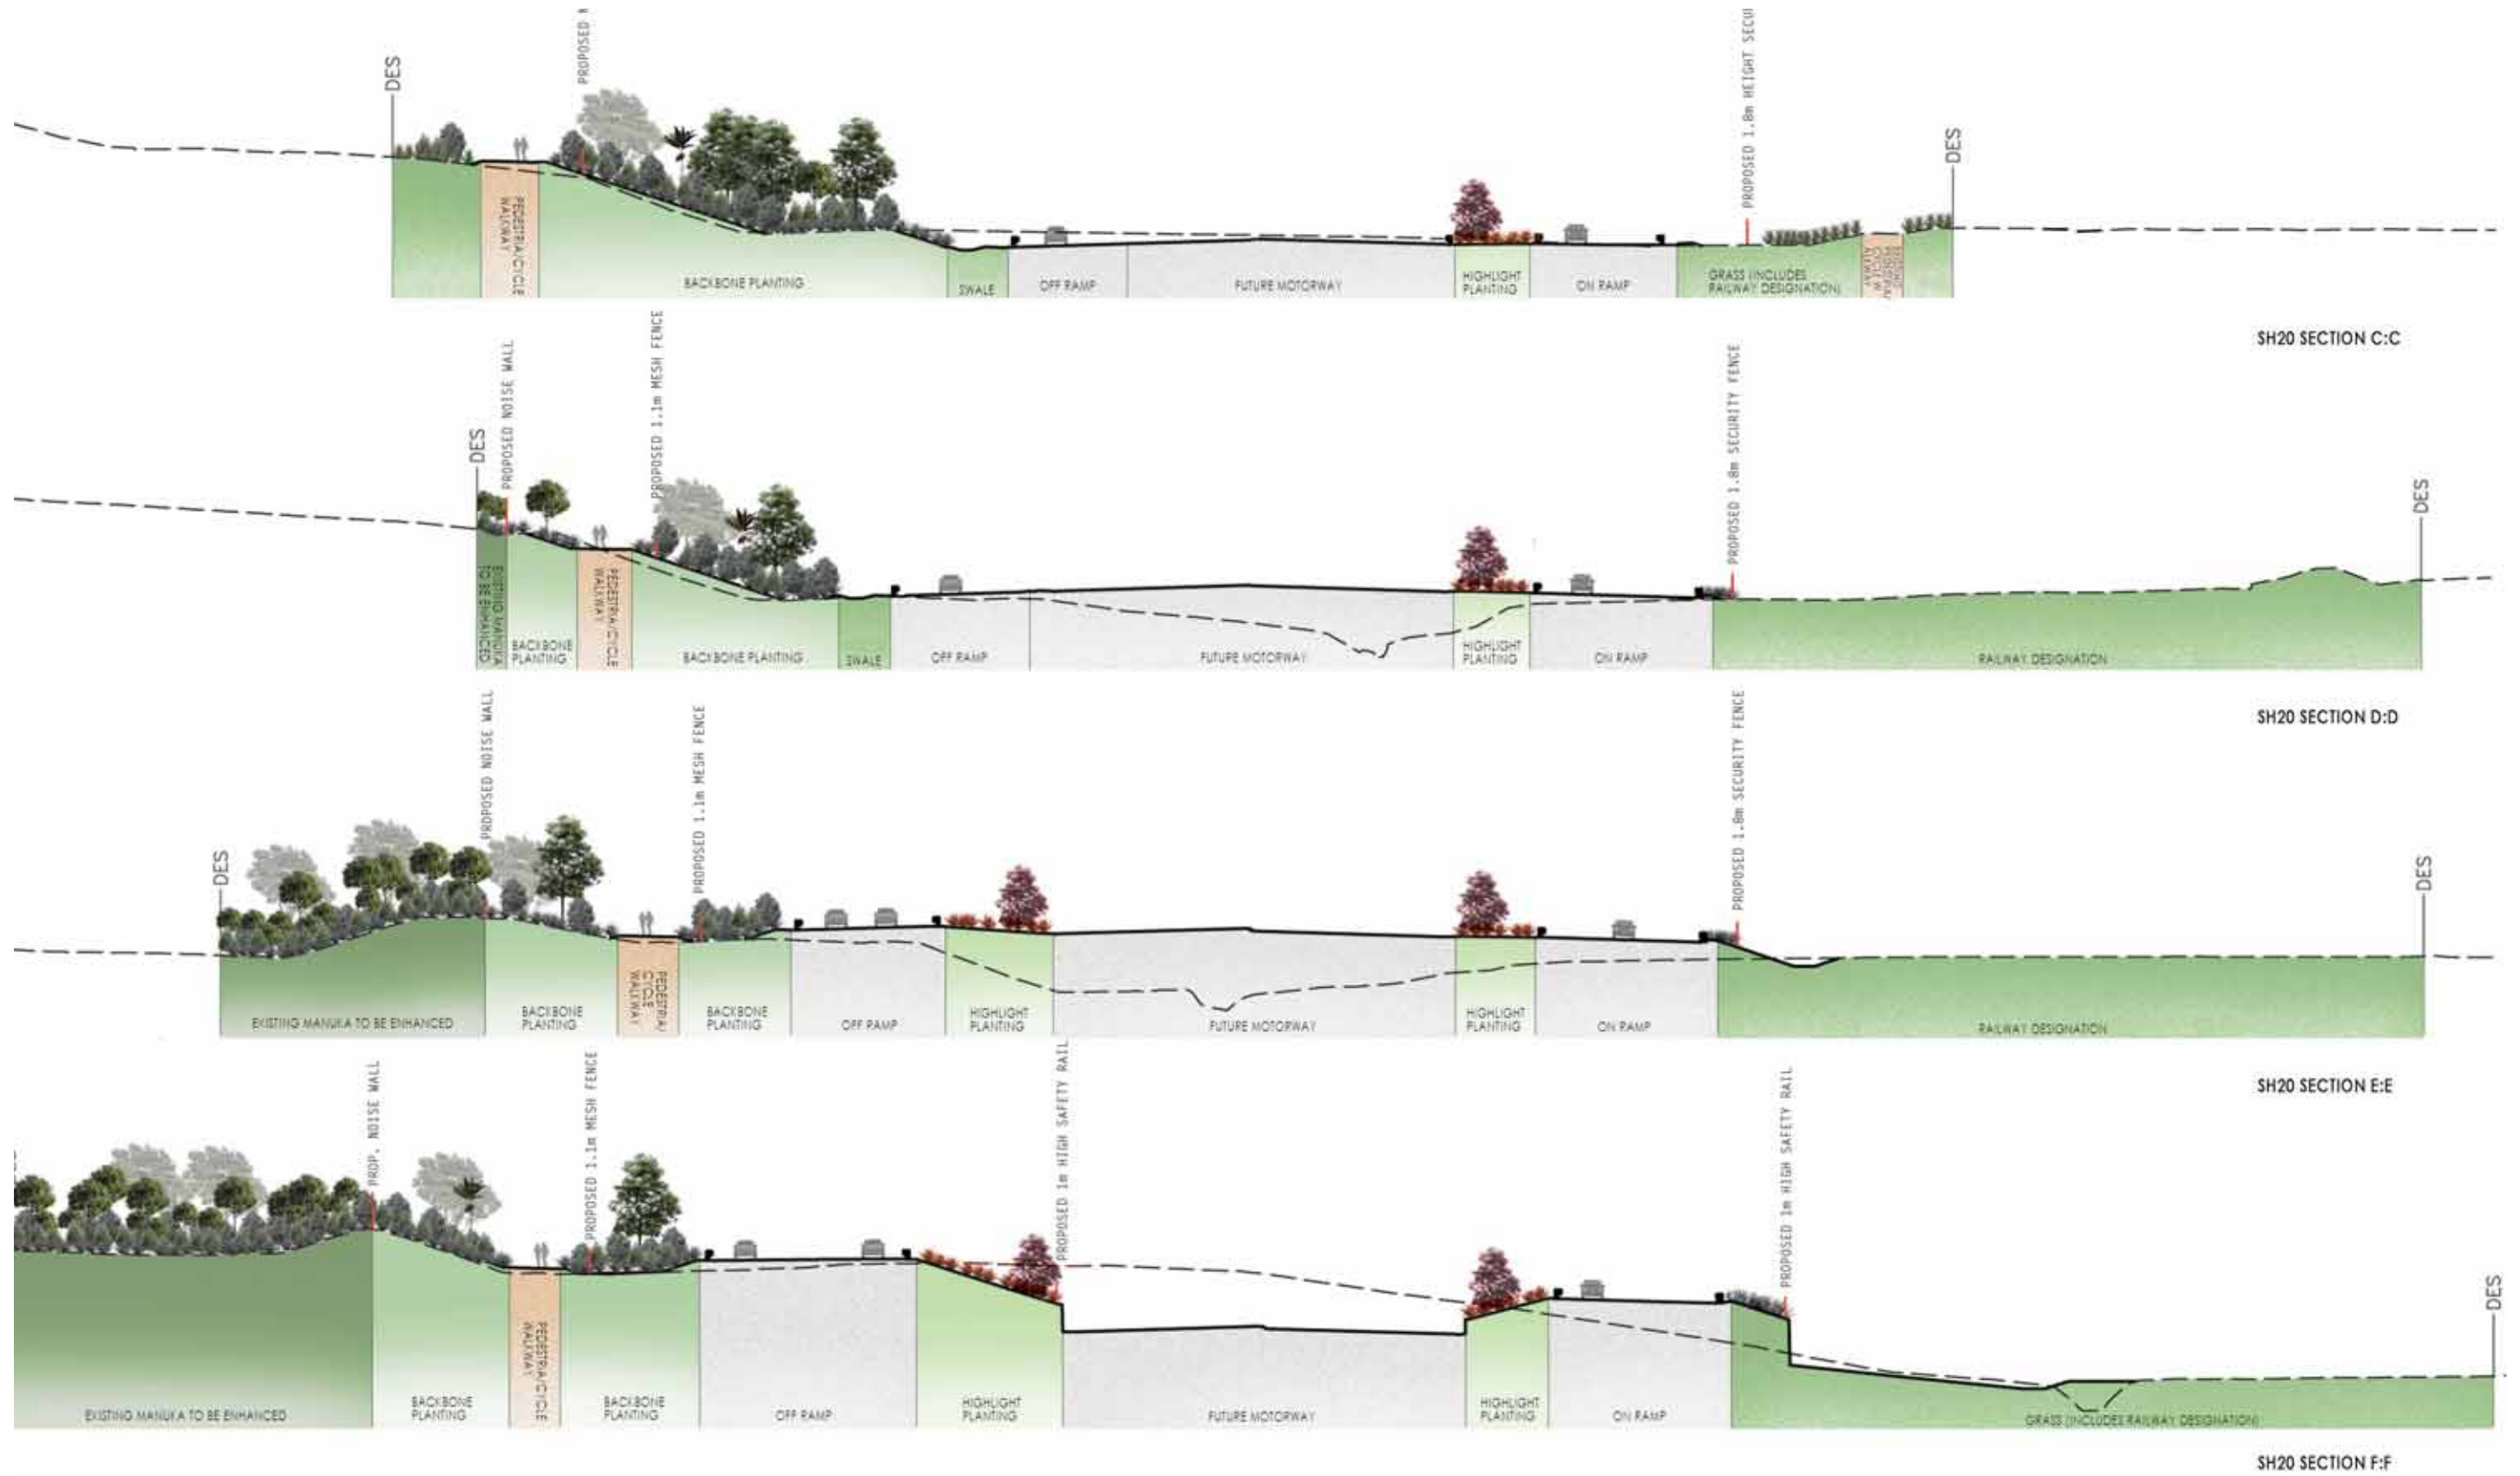 DES
PROPOSED
PROPOSED 1.8m HEIGHT SECU
DES
PEDESTRIA/CYCLE
WALKWAY
BACKBONE PLANTING
SWALE
OFF RAMP
FUTURE MOTORWAY
HIGHLIGHT
PLANTING
ON RAMP
GRASS (INCLUDES
RAILWAY DESIGNATION)
SH20 SECTION C:C
DES
PROPOSED NOISE WALL
PROPOSED 1.1m MESH FENCE
PROPOSED 1.8m SECURITY FENCE
DES
EXISTING MANUKA
TO BE ENHANCED
BACKBONE
PLANTING
PEDESTRIA/CYCLE
WALKWAY
BACKBONE PLANTING
SWALE
OFF RAMP
FUTURE MOTORWAY
HIGHLIGHT
PLANTING
ON RAMP
RAILWAY DESIGNATION
SH20 SECTION D:D
DES
PROPOSED NOISE WALL
PROPOSED 1.1m MESH FENCE
PROPOSED 1.8m SECURITY FENCE
DES
EXISTING MANUKA TO BE ENHANCED
BACKBONE
PLANTING
PEDESTRIA/
CYCLE
WALKWAY
BACKBONE
PLANTING
OFF RAMP
HIGHLIGHT
PLANTING
FUTURE MOTORWAY
HIGHLIGHT
PLANTING
ON RAMP
RAILWAY DESIGNATION
SH20 SECTION E:E
PROP. NOISE WALL
PROPOSED 1.1m MESH FENCE
PROPOSED 1m HIGH SAFETY RAIL
PROPOSED 1m HIGH SAFETY RAIL
DES
EXISTING MANUKA TO BE ENHANCED
BACKBONE
PLANTING
PEDESTRIA/CYCLE
WALKWAY
BACKBONE
PLANTING
OFF RAMP
HIGHLIGHT
PLANTING
FUTURE MOTORWAY
HIGHLIGHT
PLANTING
ON RAMP
GRASS (INCLUDES RAILWAY DESIGNATION)
SH20 SECTION F:F